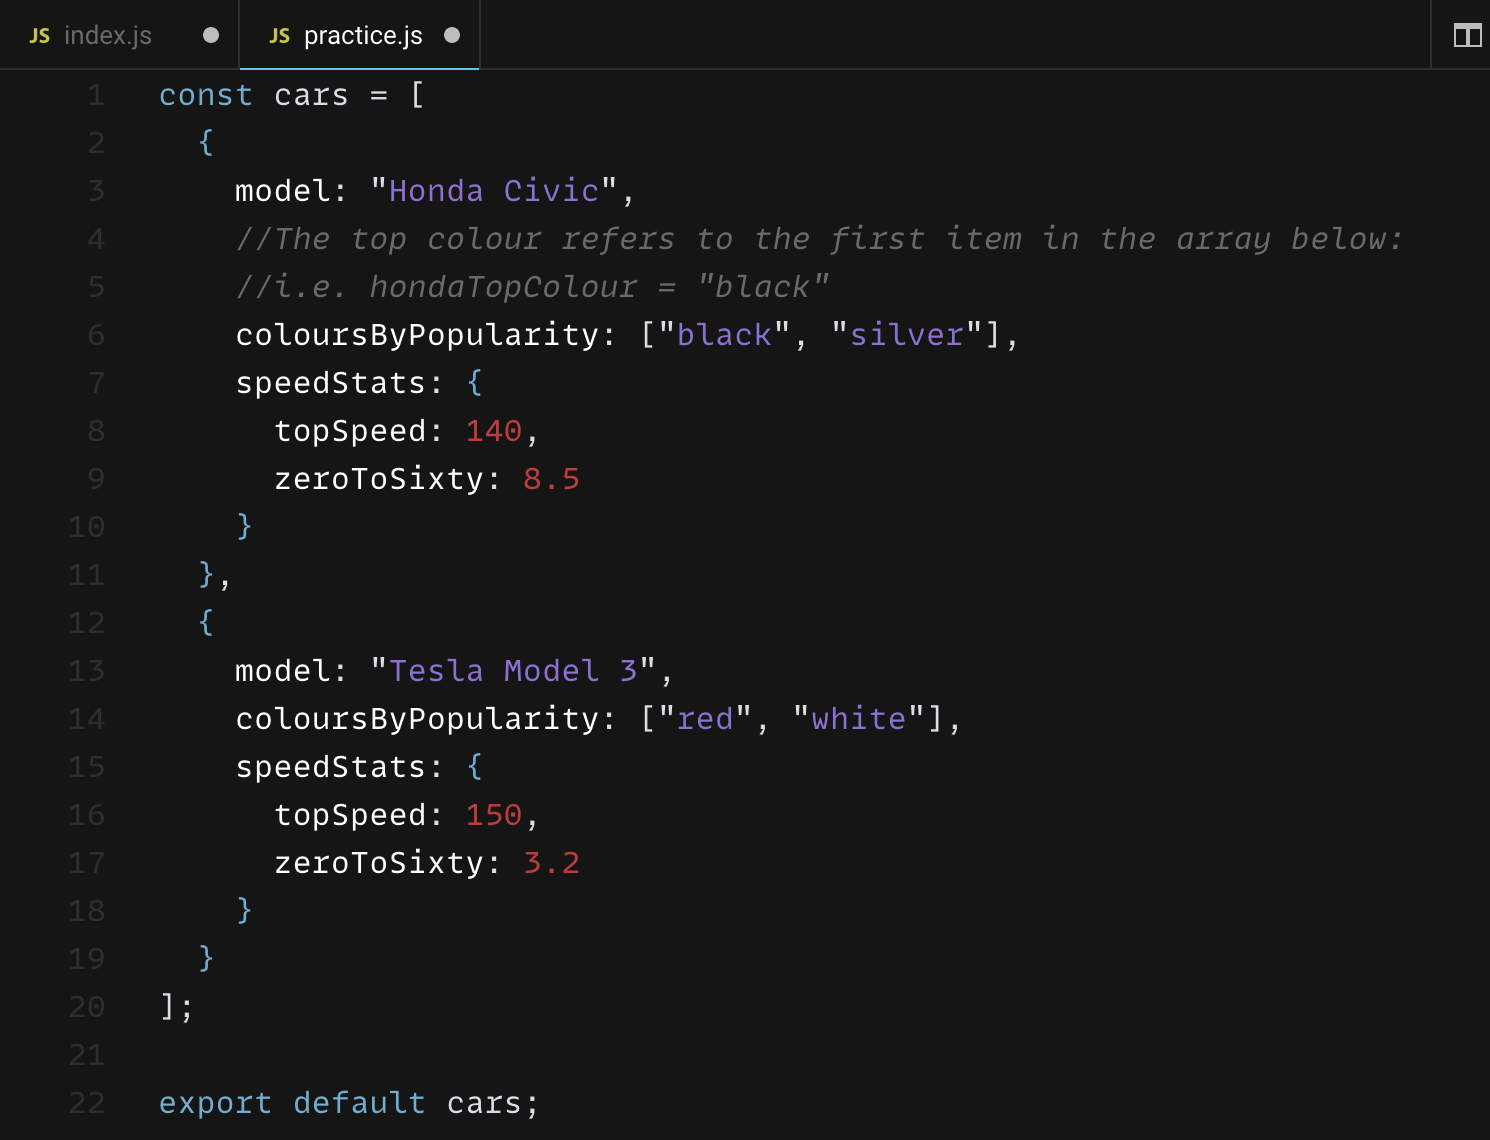 JS index.js JS practice.js
1 const cars = [
2 {
3 model: "Honda Civic",
4 //The top colour refers to the first item in the array below:
5 //i.e. hondaTopColour = "black"
6 coloursByPopularity: ["black", "silver"],
7 speedStats: {
8 topSpeed: 140,
9 zeroToSixty: 8.5
10 }
11 },
12 {
13 model: "Tesla Model 3",
14 coloursByPopularity: ["red", "white"],
15 speedStats: {
16 topSpeed: 150,
17 zeroToSixty: 3.2
18 }
19 }
20 ];
21
22 export default cars;